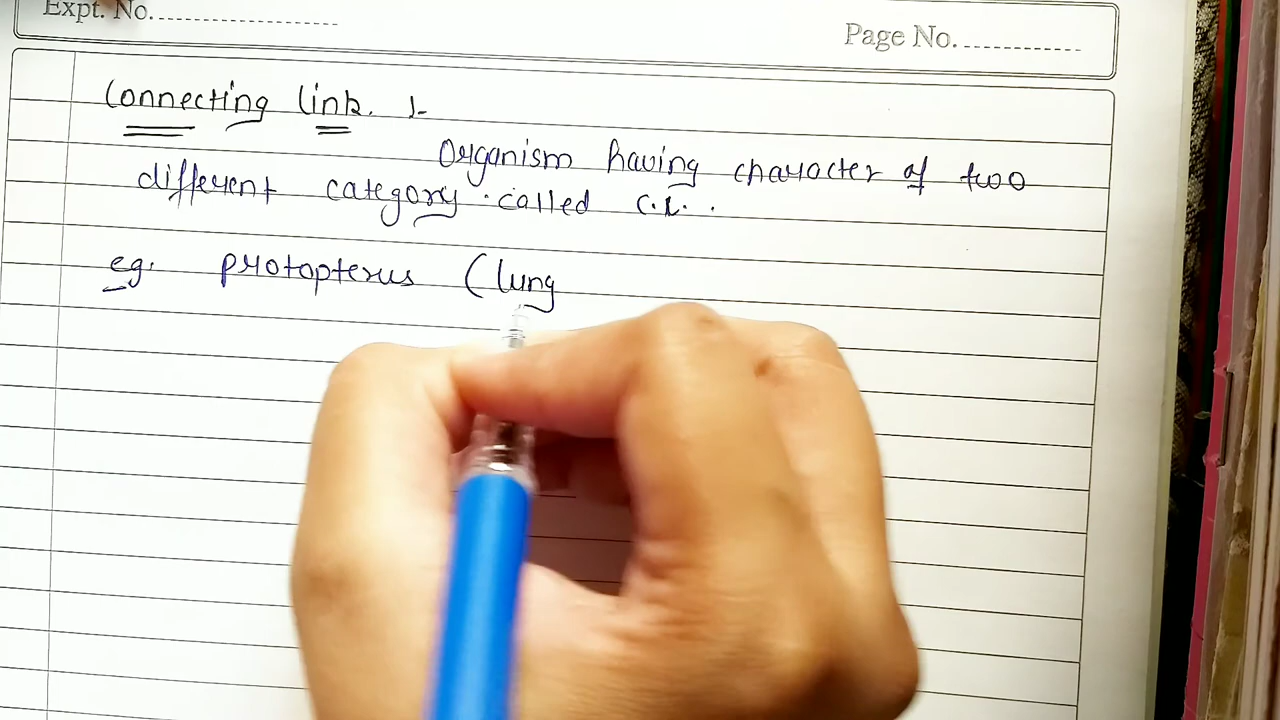 Expt. No.
Page No.
Connecting link. :-
Organism having character of two
different category . called C.L. .
eg. protopterus (lung